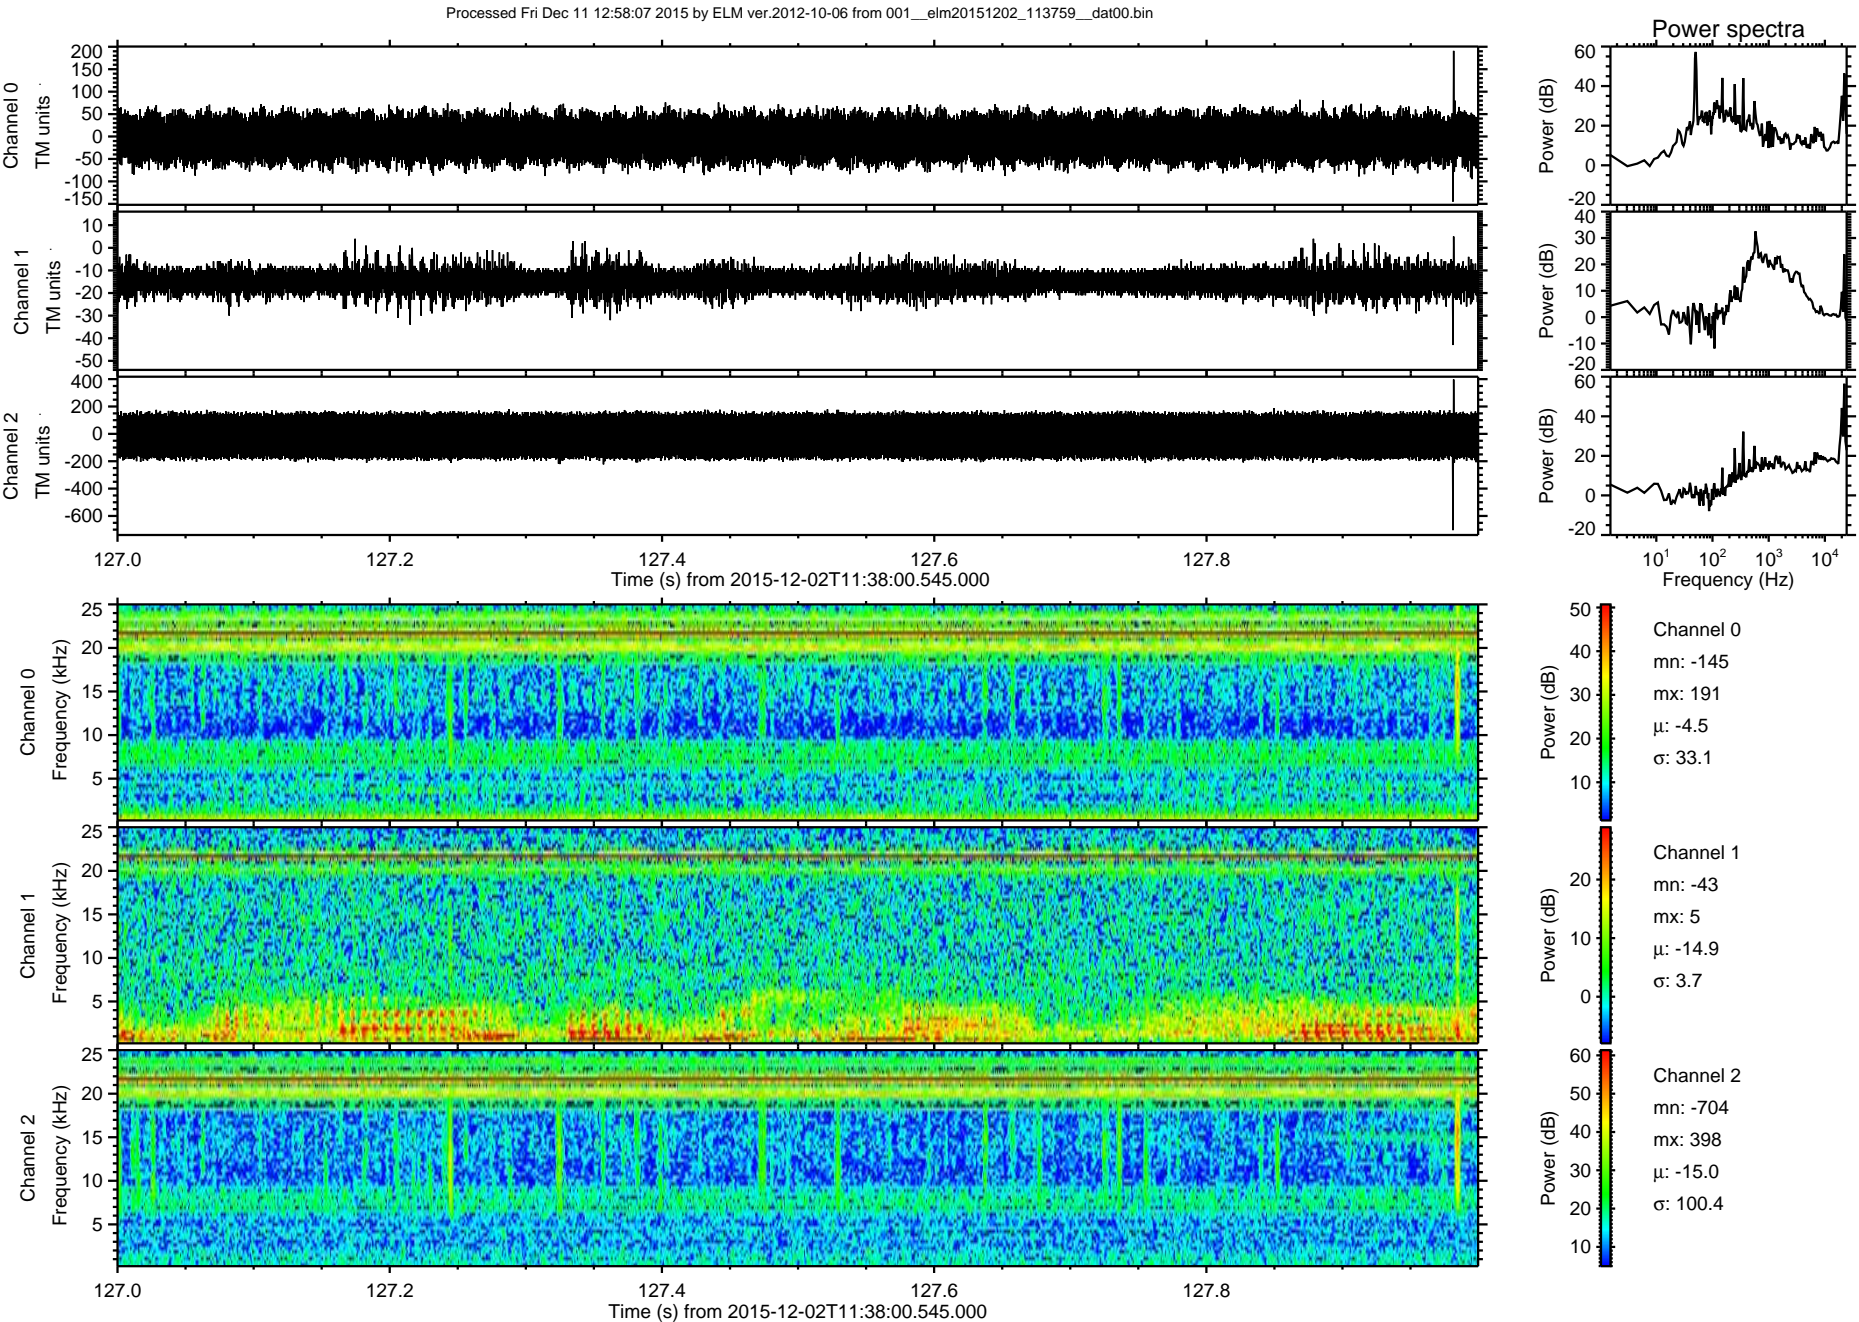 Processed Fri Dec 11 12:58:07 2015 by ELM ver.2012-10-06 from 001__elm20151202_113759__dat00.bin
Power spectra
Channel 0
TM units
200
150
100
50
0
-50
-100
-150
Power (dB)
60
40
20
0
-20
Channel 1
TM units
10
0
-10
-20
-30
-40
-50
Power (dB)
40
30
20
10
0
-10
-20
Channel 2
TM units
400
200
0
-200
-400
-600
Power (dB)
60
40
20
0
-20
127.0 127.2 127.4 127.6 127.8
Time (s) from 2015-12-02T11:38:00.545.000
10^1 10^2 10^3 10^4
Frequency (Hz)
Channel 0
Frequency (kHz)
25
20
15
10
5
Power (dB)
50
40
30
20
10
Channel 0
mn: -145
mx: 191
μ: -4.5
σ: 33.1
Channel 1
Frequency (kHz)
25
20
15
10
5
Power (dB)
20
10
0
Channel 1
mn: -43
mx: 5
μ: -14.9
σ: 3.7
Channel 2
Frequency (kHz)
25
20
15
10
5
Power (dB)
60
50
40
30
20
10
Channel 2
mn: -704
mx: 398
μ: -15.0
σ: 100.4
127.0 127.2 127.4 127.6 127.8
Time (s) from 2015-12-02T11:38:00.545.000